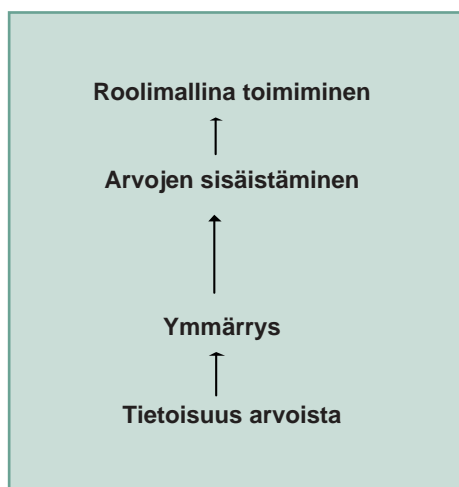 Roolimallina toimiminen
Arvojen sisäistäminen
Ymmärrys
Tietoisuus arvoista